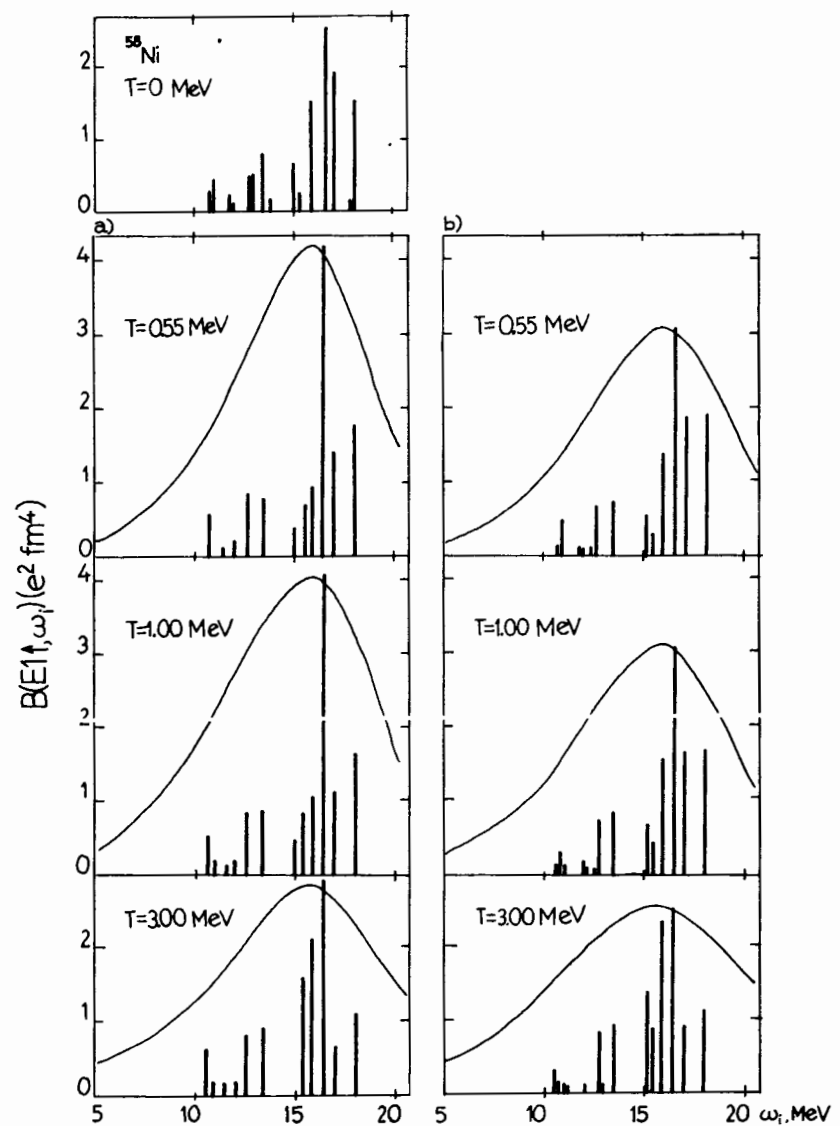 ⁵⁸Ni
T=0 MeV
2
1
0
a)
b)
4
3
2
1
0
T=0.55 MeV
T=0.55 MeV
B(E1↑,ωᵢ)(e² fm⁴)
4
3
2
1
0
T=1.00 MeV
T=1.00 MeV
2
1
0
T=3.00 MeV
T=3.00 MeV
5 10 15 20
5 10 15 20 ωᵢ, MeV